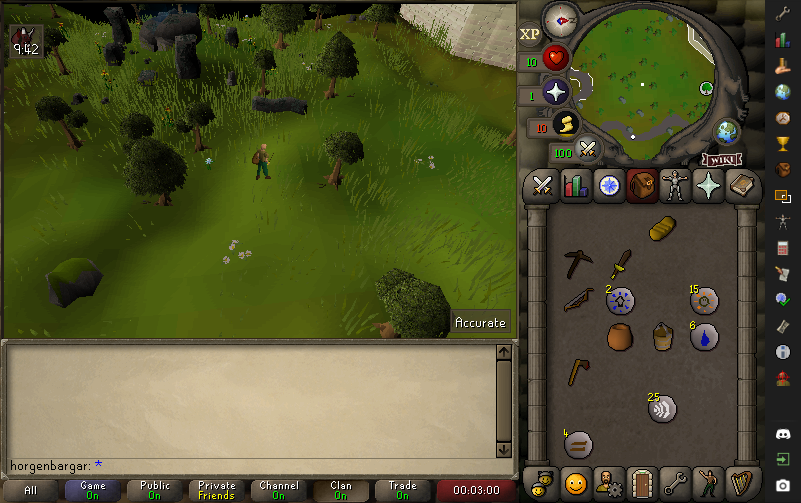 9:42
XP
10
1
10
100
WIKI
Accurate
2
15
6
25
4
horgenbargar: *
All
Game
On
Public
On
Private
Friends
Channel
On
Clan
On
Trade
On
00:03:00